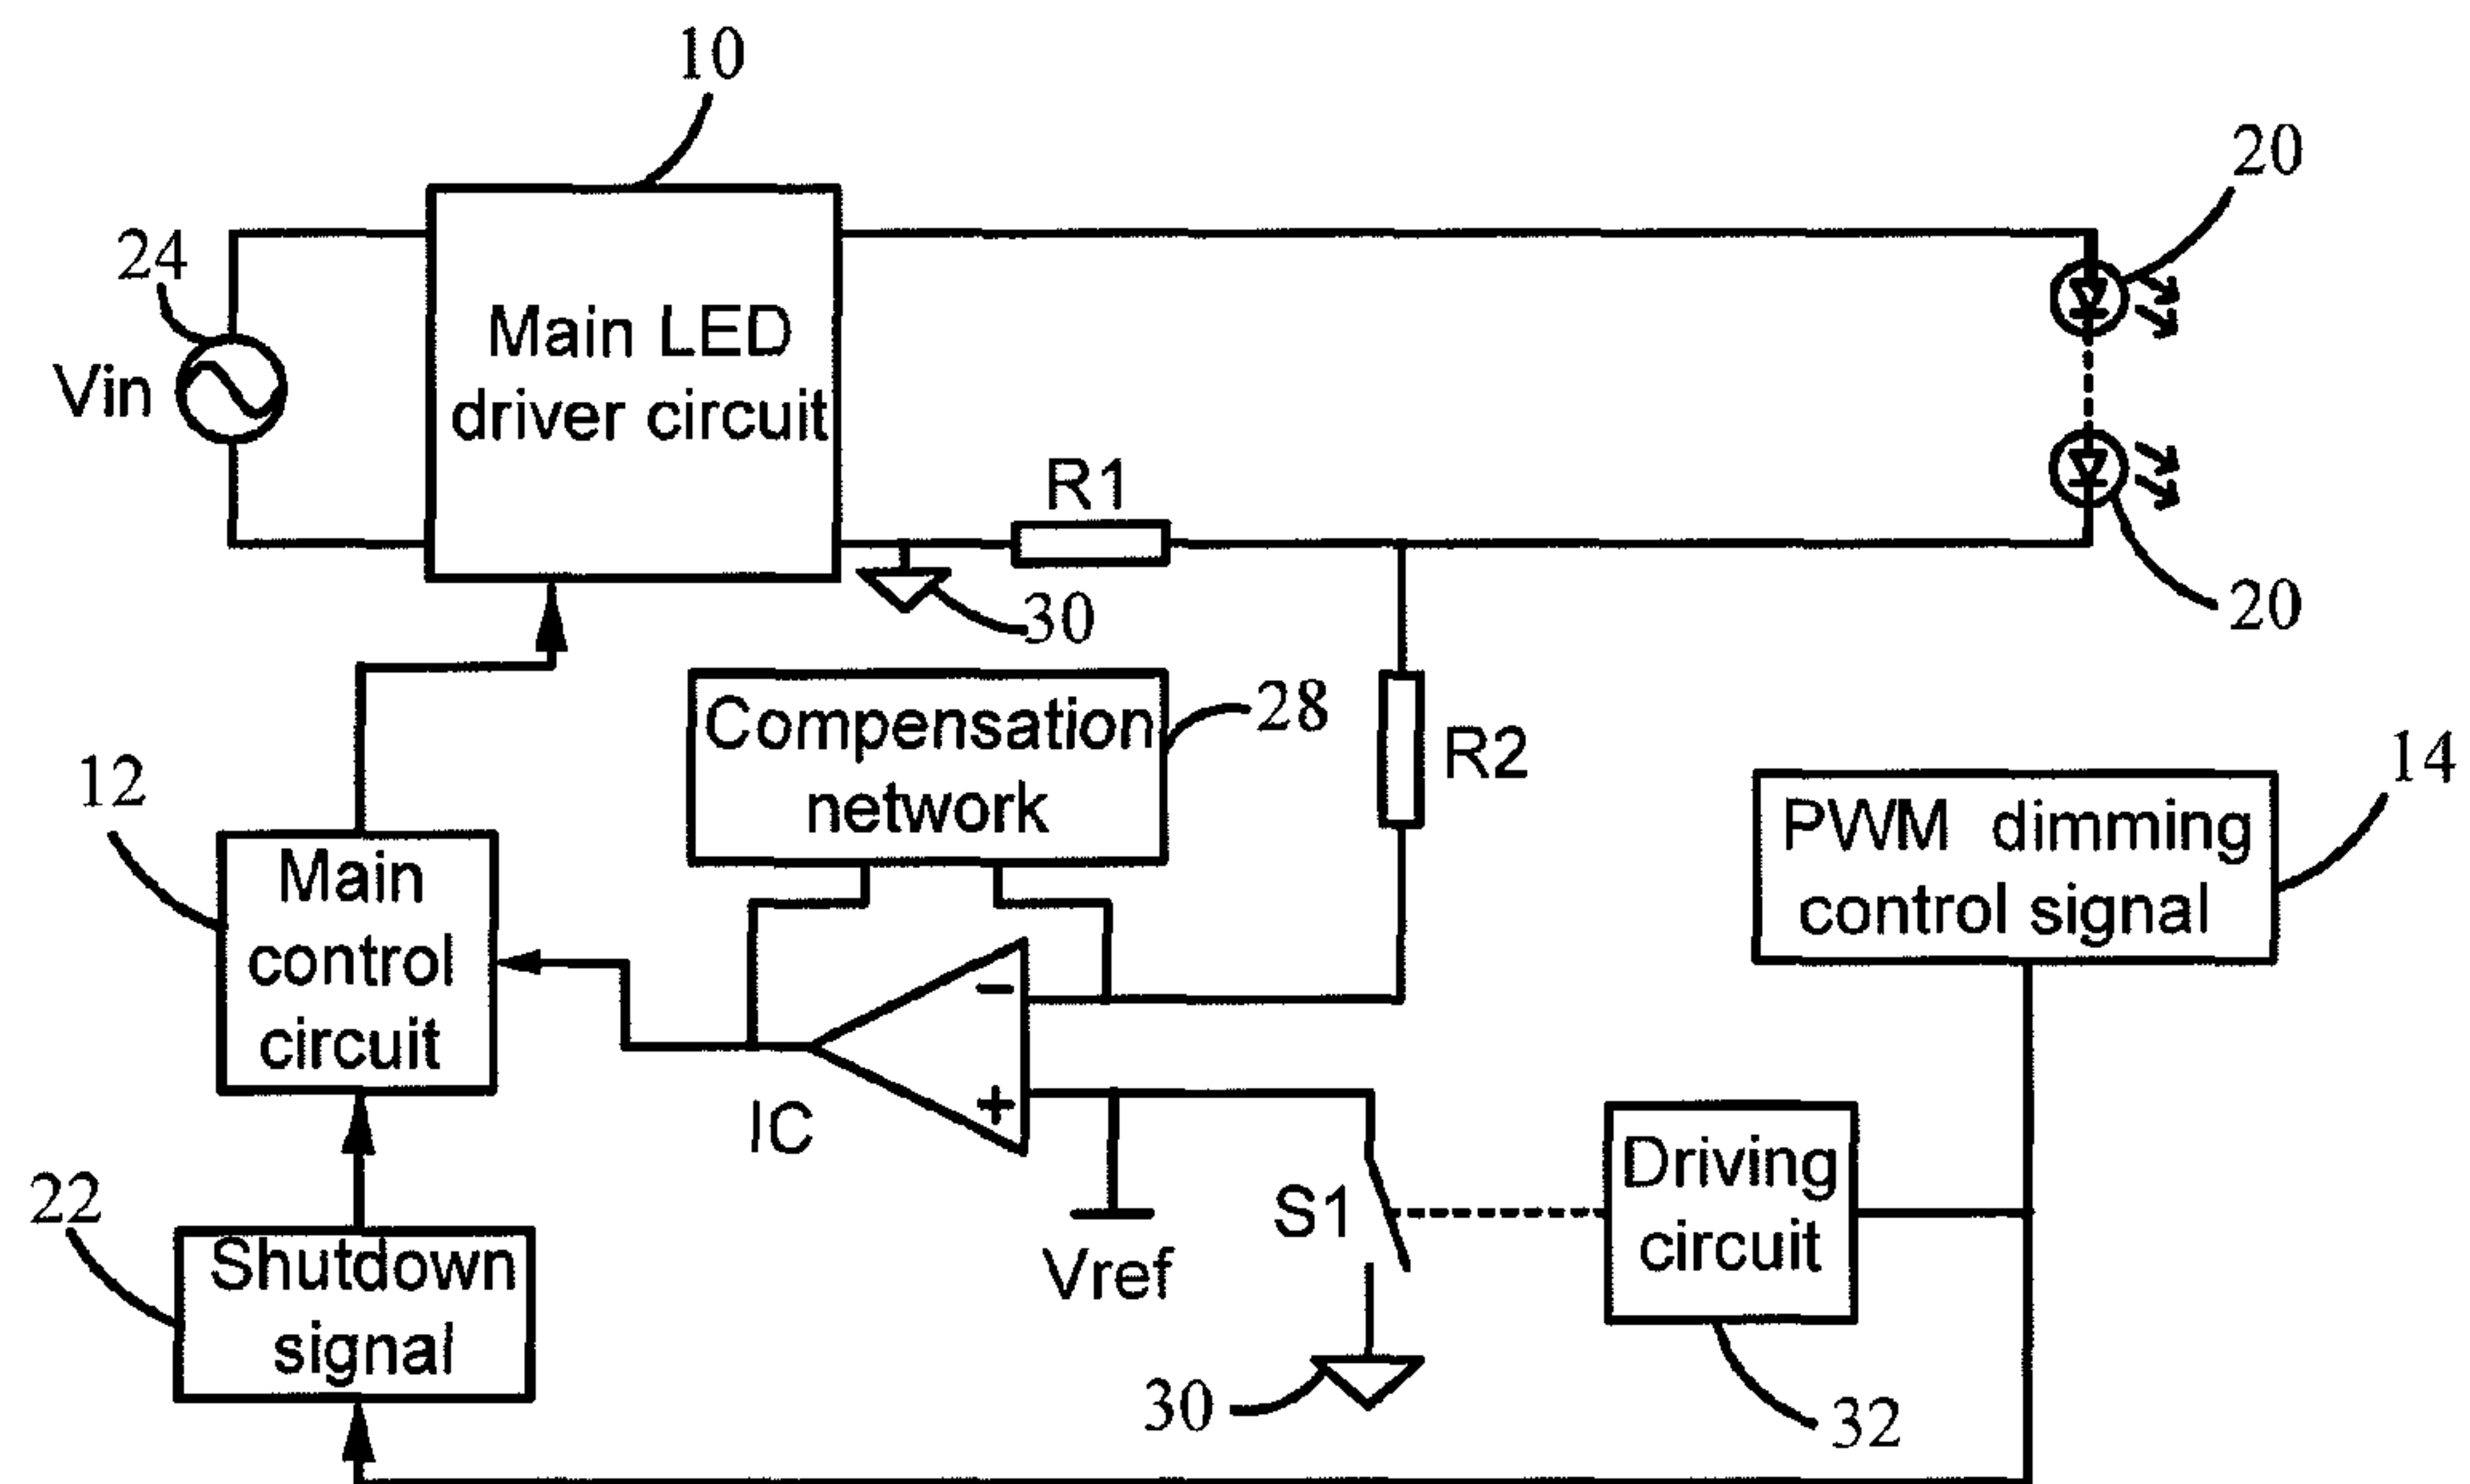 10
20
24
Vin
Main LED
driver circuit
R1
30
20
Compensation
network
28
R2
12
Main
control
circuit
PWM dimming
control signal
14
-
+
IC
Vref
S1
Driving
circuit
22
Shutdown
signal
30
32